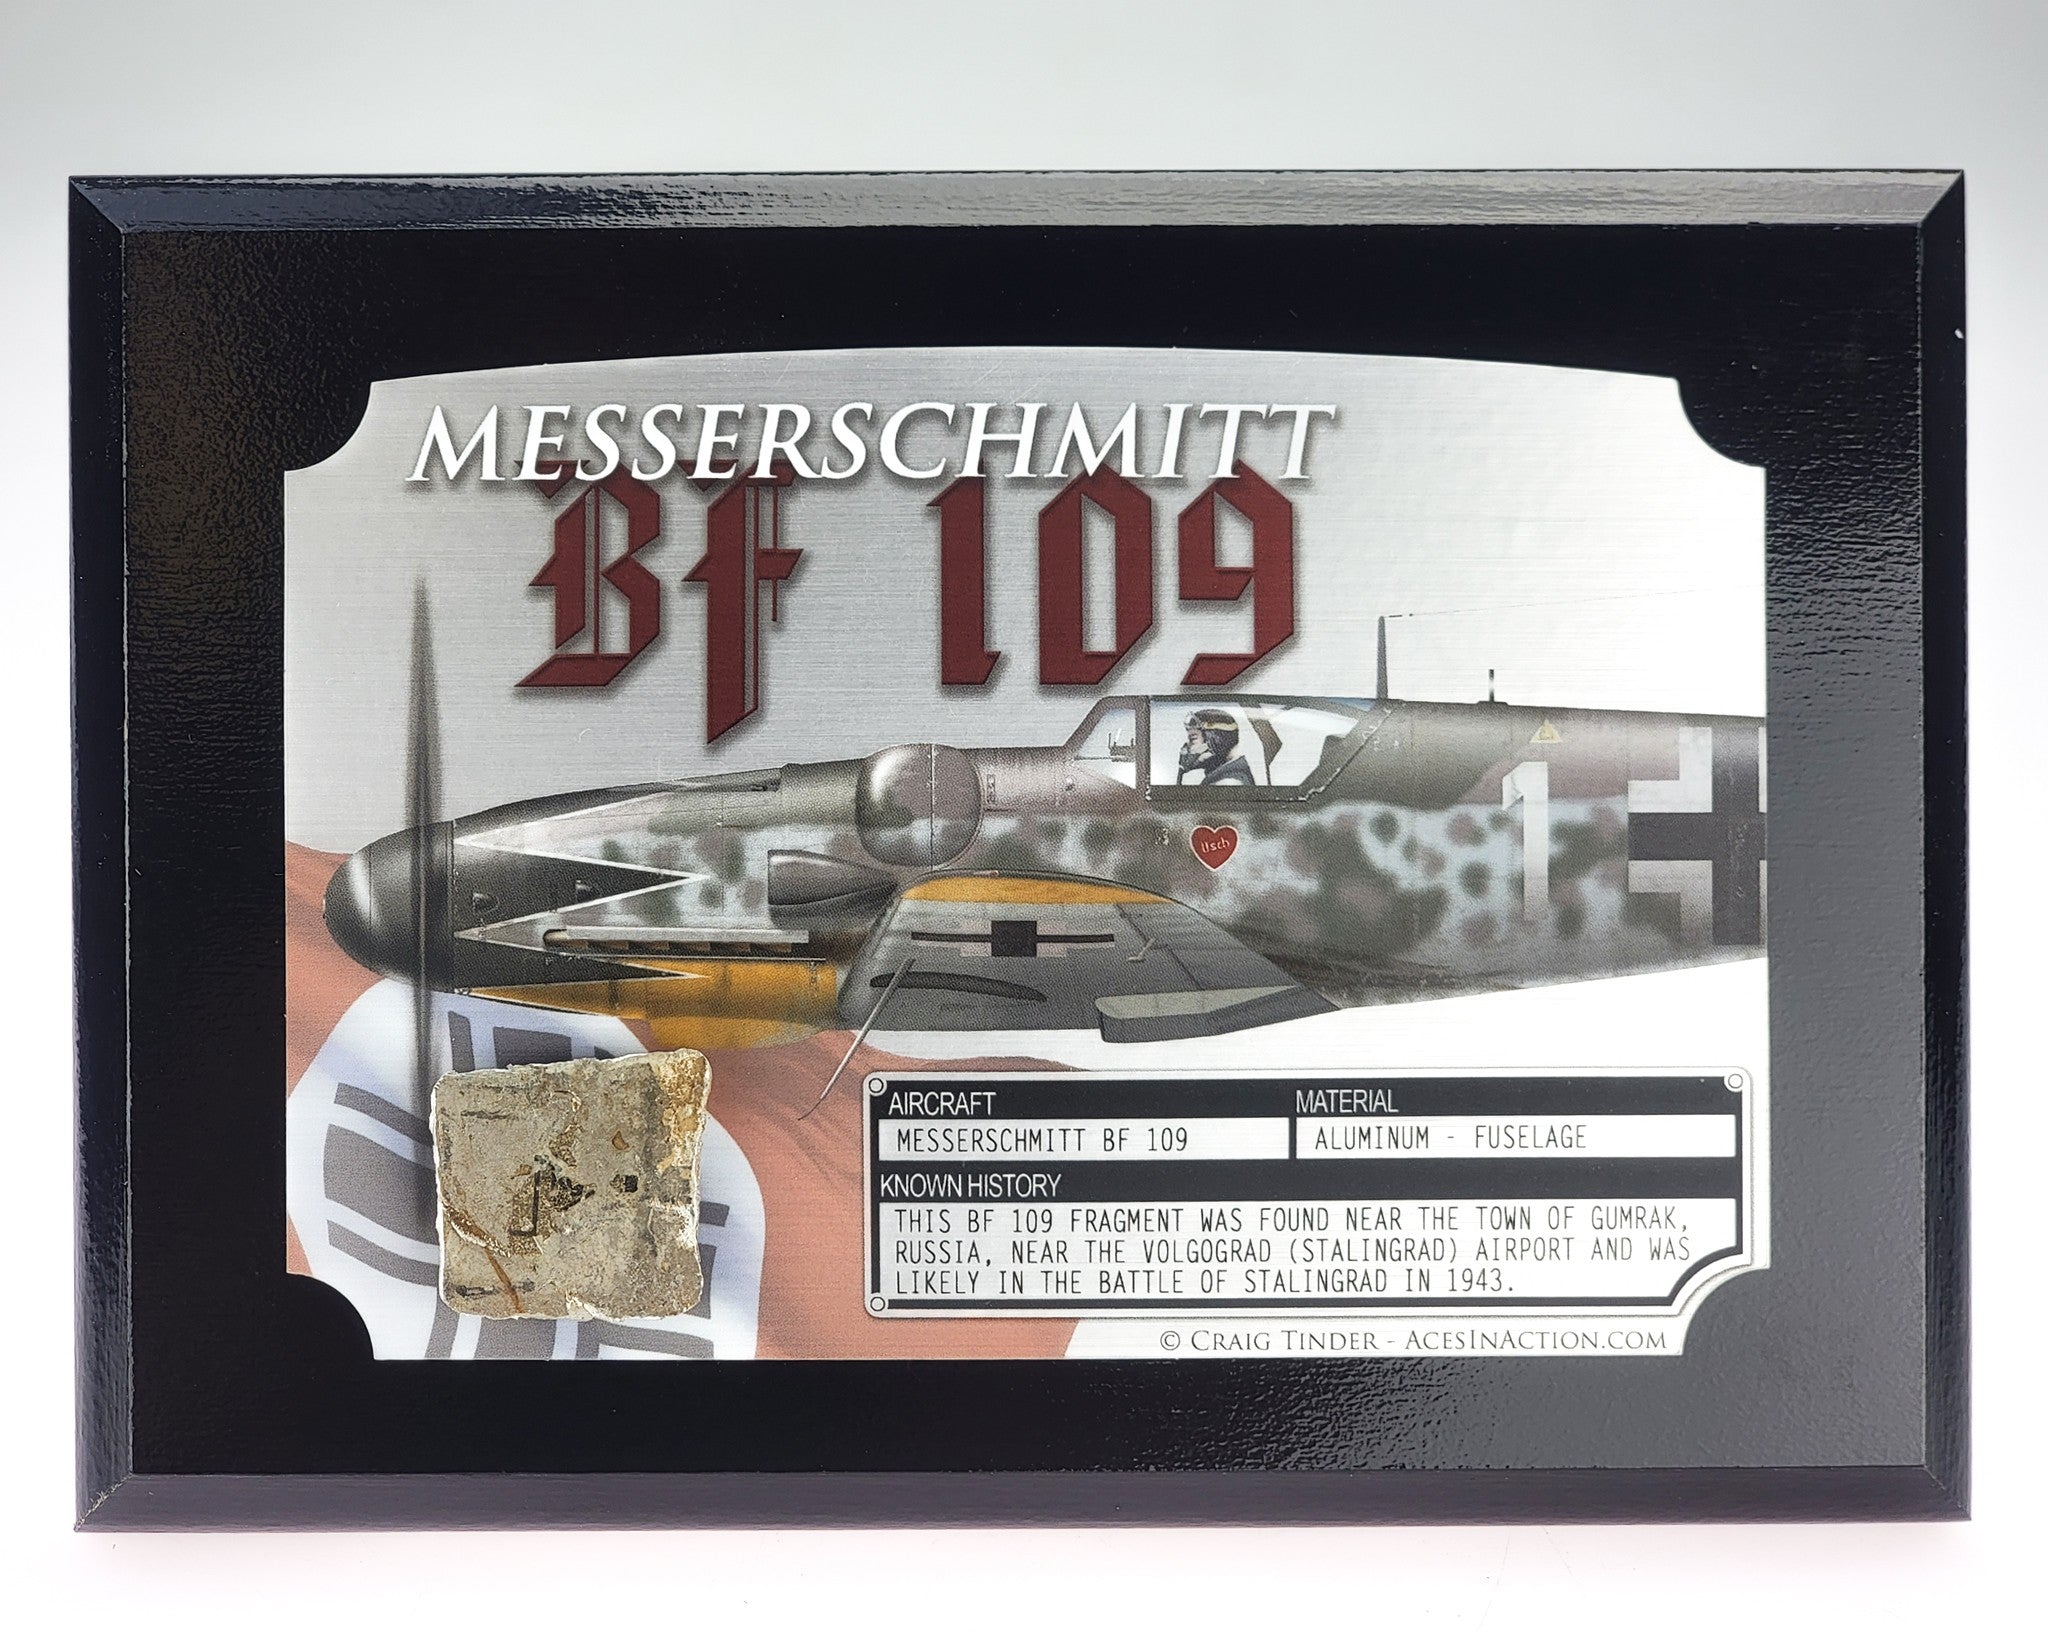 MESSERSCHMITT
BF 109
1
Usch
AIRCRAFT
MESSERSCHMITT BF 109
MATERIAL
ALUMINUM - FUSELAGE
KNOWN HISTORY
THIS BF 109 FRAGMENT WAS FOUND NEAR THE TOWN OF GUMRAK,
RUSSIA, NEAR THE VOLGOGRAD (STALINGRAD) AIRPORT AND WAS
LIKELY IN THE BATTLE OF STALINGRAD IN 1943.
© CRAIG TINDER - ACESINACTION.COM